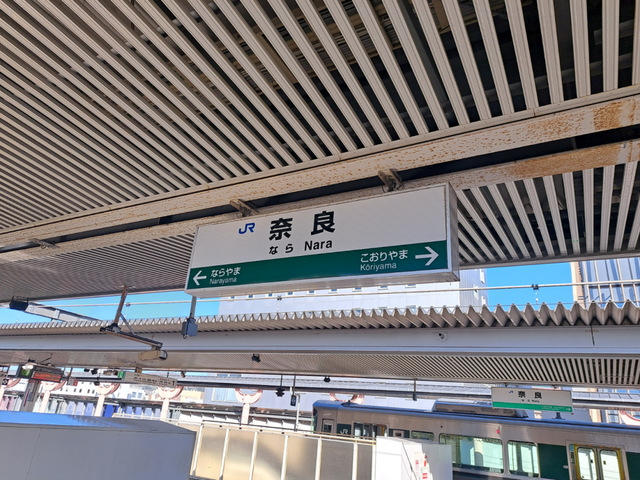 JR 奈良
なら Nara
← ならやま
Narayama
こおりやま →
Kōriyama
奈良
JR